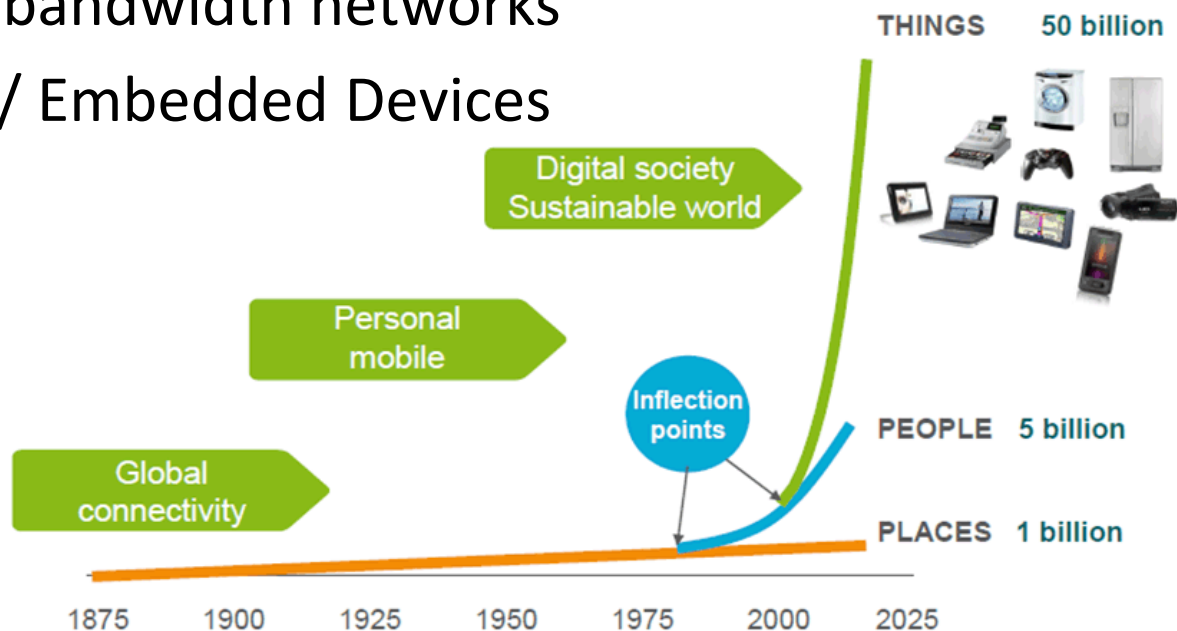 bandwidth networks
/ Embedded Devices
THINGS 50 billion
Digital society
Sustainable world
Personal
mobile
Inflection
points
PEOPLE 5 billion
Global
connectivity
PLACES 1 billion
1875 1900 1925 1950 1975 2000 2025